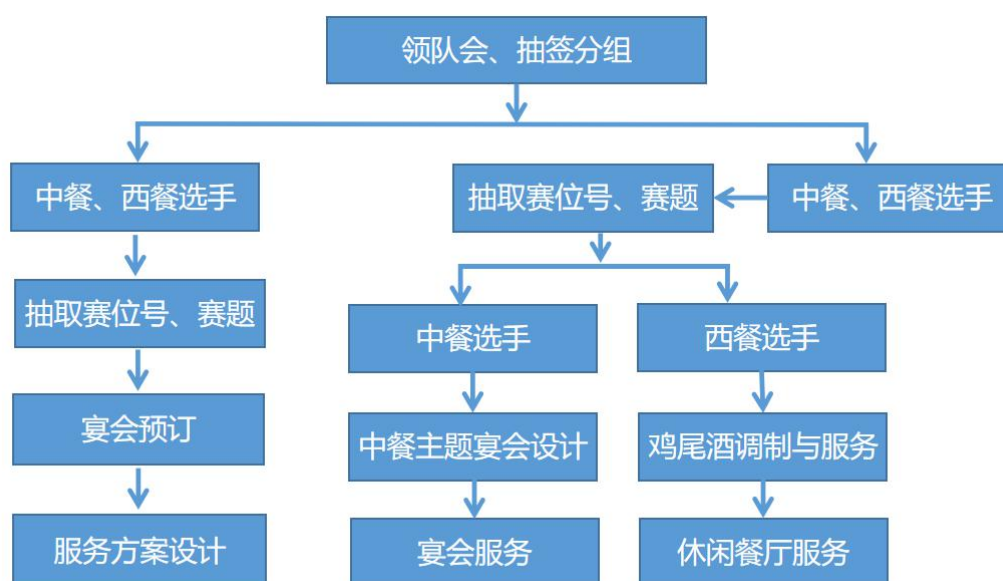 领队会、抽签分组
中餐、西餐选手
抽取赛位号、赛题
中餐、西餐选手
抽取赛位号、赛题
中餐选手
西餐选手
宴会预订
中餐主题宴会设计
鸡尾酒调制与服务
服务方案设计
宴会服务
休闲餐厅服务